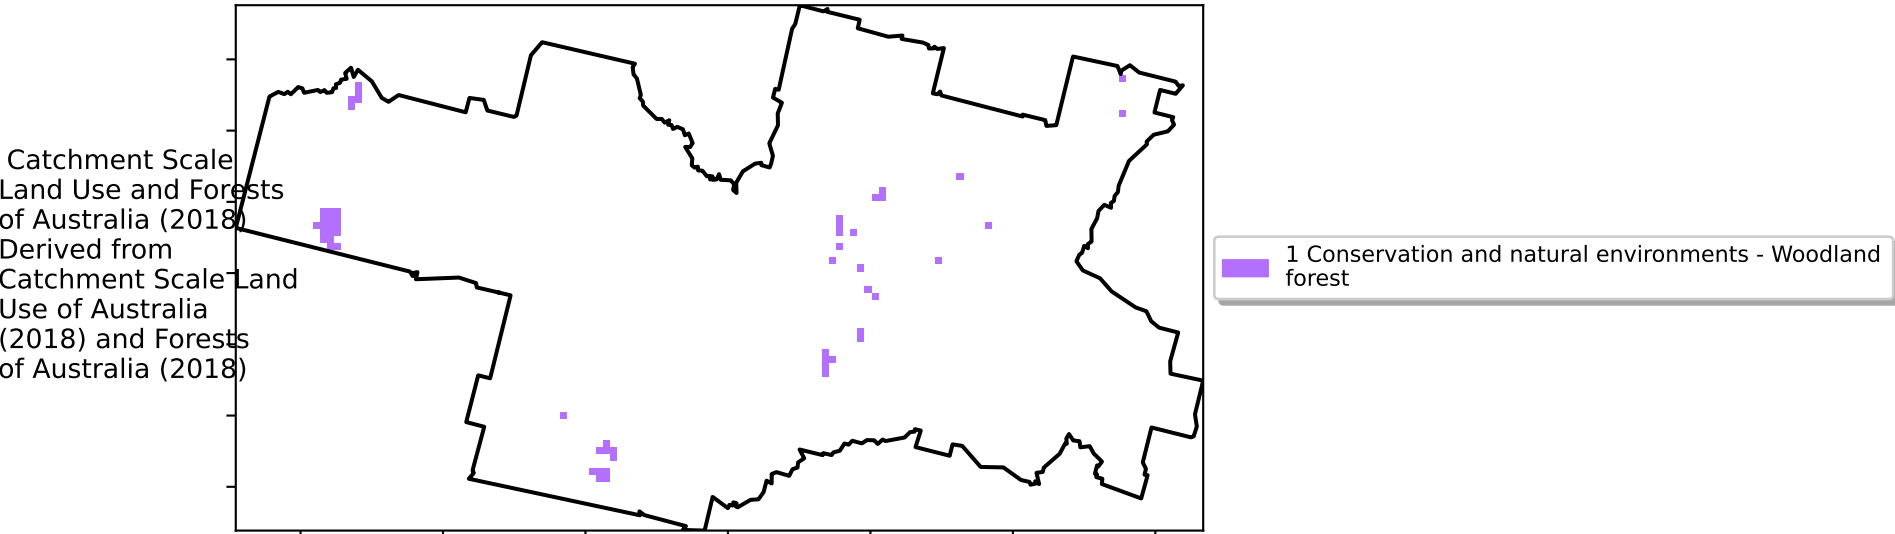 Catchment Scale
Land Use and Forests
of Australia (2018)
Derived from
Catchment Scale Land
Use of Australia
(2018) and Forests
of Australia (2018)
1 Conservation and natural environments - Woodland
forest